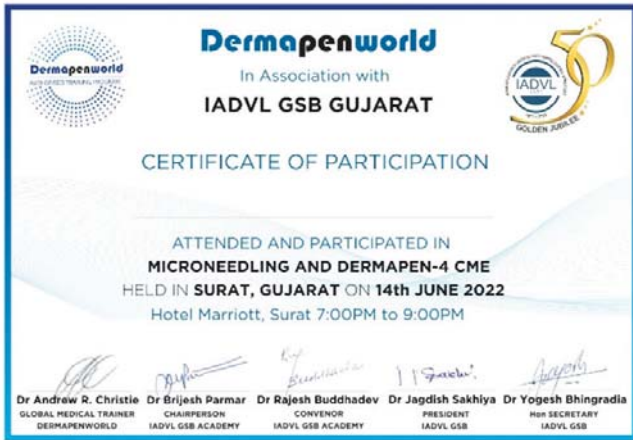 Dermapenworld
In Association with
IADVL GSB GUJARAT
Dermapenworld
IADVL
50
GOLDEN JUBILEE
CERTIFICATE OF PARTICIPATION
ATTENDED AND PARTICIPATED IN
MICRONEEDLING AND DERMAPEN-4 CME
HELD IN SURAT, GUJARAT ON 14th JUNE 2022
Hotel Marriott, Surat 7:00PM to 9:00PM
Dr Andrew R. Christie
GLOBAL MEDICAL TRAINER
DERMAPENWORLD
Dr Brijesh Parmar
CHAIRPERSON
IADVL GSB ACADEMY
Dr Rajesh Buddhadev
CONVENOR
IADVL GSB ACADEMY
Dr Jagdish Sakhiya
PRESIDENT
IADVL GSB
Dr Yogesh Bhingradia
Hon SECRETARY
IADVL GSB